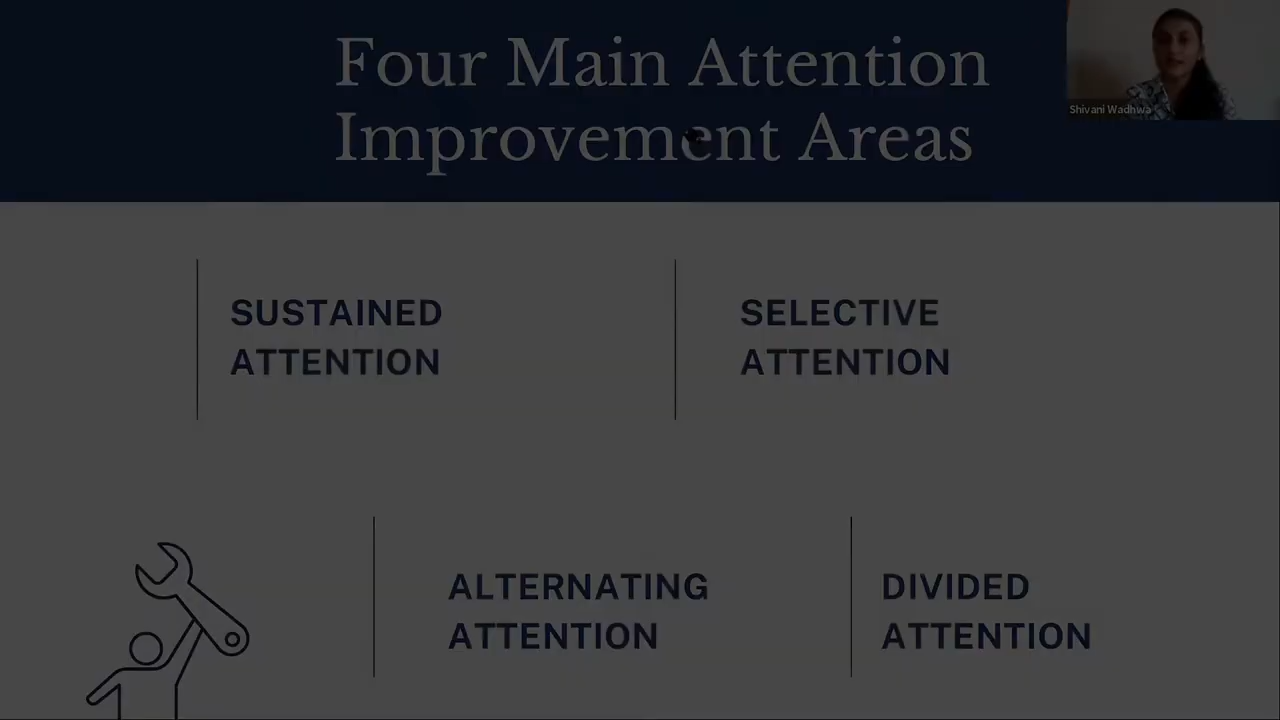 Four Main Attention
Improvement Areas
Shivani Wadhwa
SUSTAINED
ATTENTION
SELECTIVE
ATTENTION
ALTERNATING
ATTENTION
DIVIDED
ATTENTION